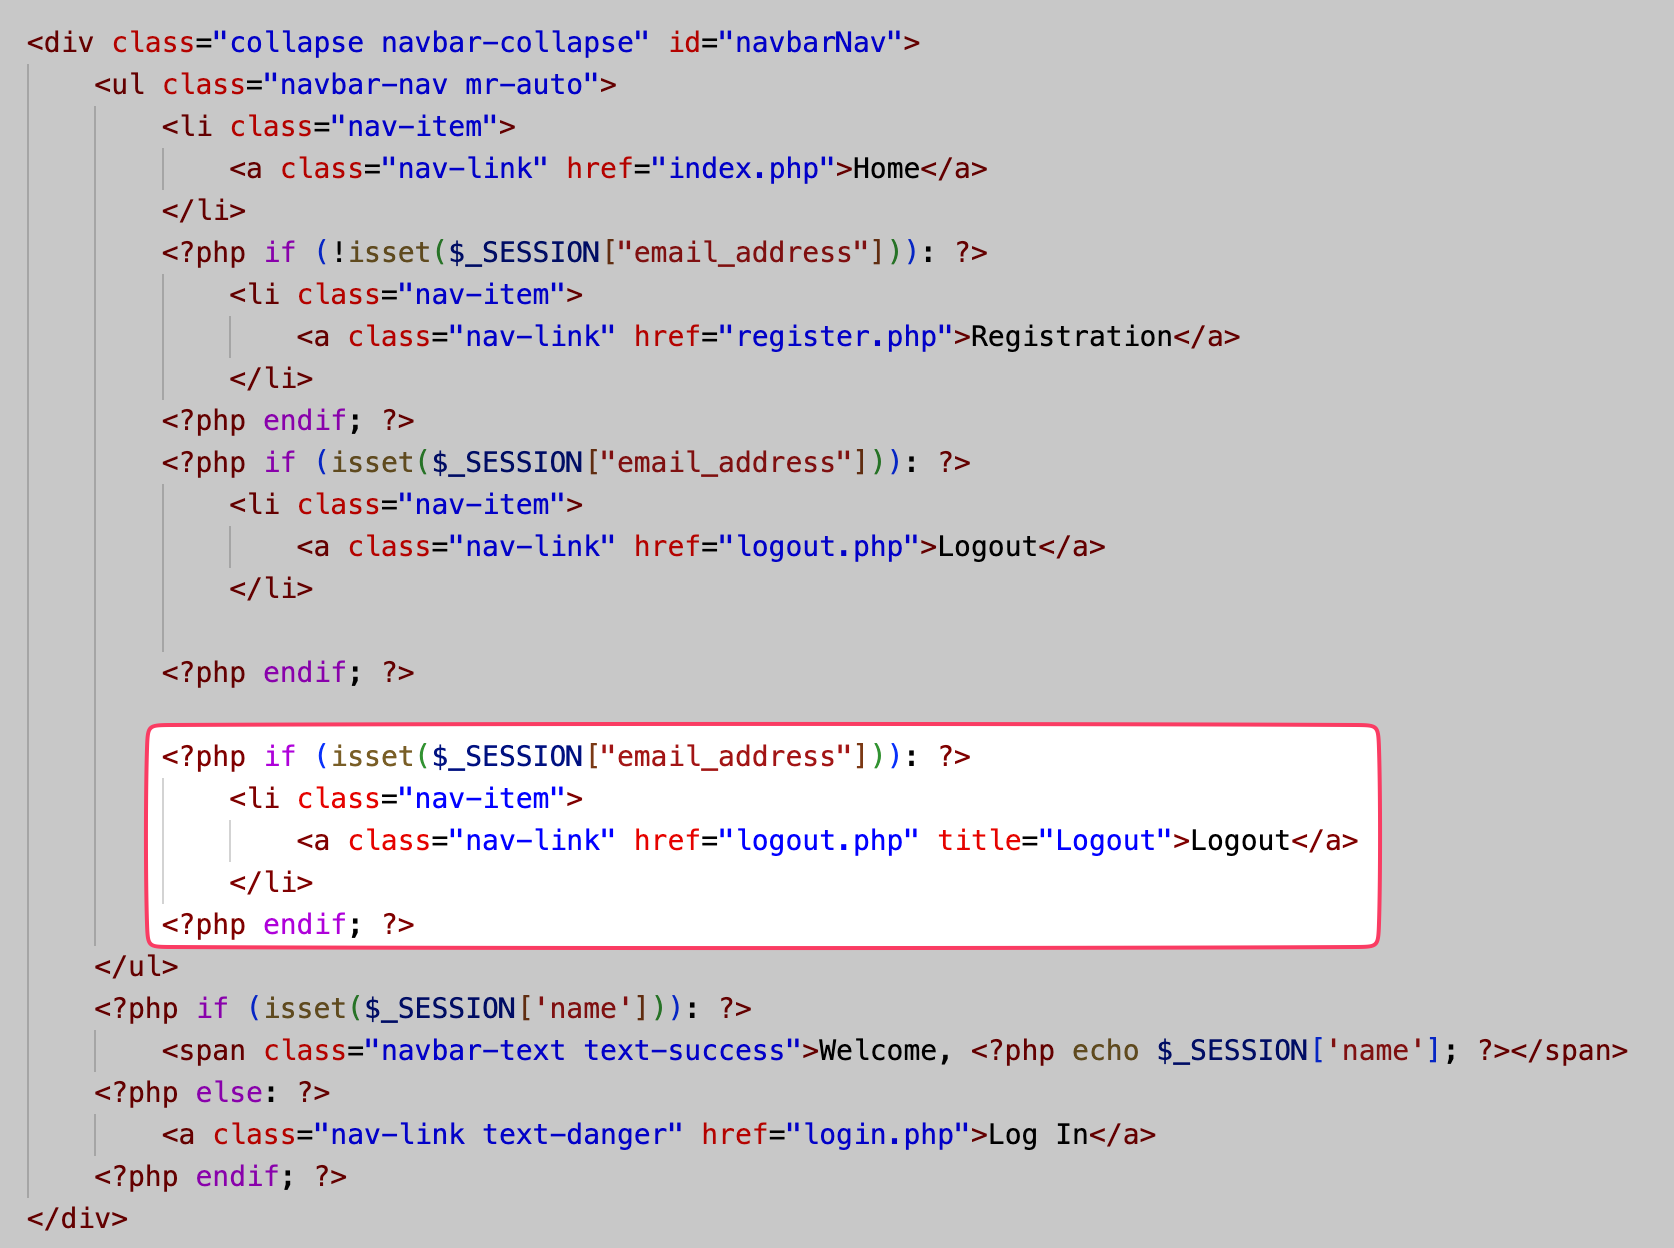 <div class="collapse navbar-collapse" id="navbarNav">
    <ul class="navbar-nav mr-auto">
        <li class="nav-item">
            <a class="nav-link" href="index.php">Home</a>
        </li>
        <?php if (!isset($_SESSION["email_address"])): ?>
            <li class="nav-item">
                <a class="nav-link" href="register.php">Registration</a>
            </li>
        <?php endif; ?>
        <?php if (isset($_SESSION["email_address"])): ?>
            <li class="nav-item">
                <a class="nav-link" href="logout.php">Logout</a>
            </li>
        <?php endif; ?>
        <?php if (isset($_SESSION["email_address"])): ?>
            <li class="nav-item">
                <a class="nav-link" href="logout.php" title="Logout">Logout</a>
            </li>
        <?php endif; ?>
    </ul>
    <?php if (isset($_SESSION['name'])): ?>
        <span class="navbar-text text-success">Welcome, <?php echo $_SESSION['name']; ?></span>
    <?php else: ?>
        <a class="nav-link text-danger" href="login.php">Log In</a>
    <?php endif; ?>
</div>